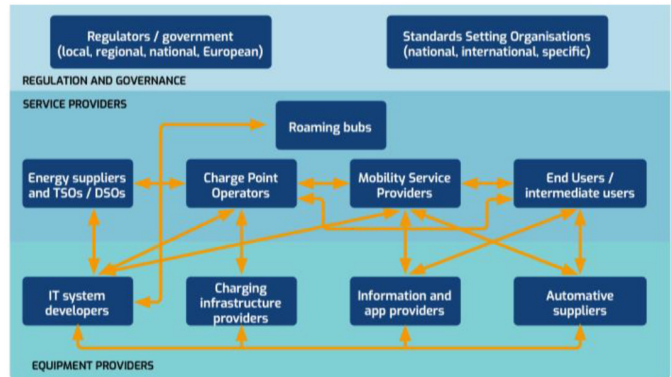 Regulators / government
(local, regional, national, European)
Standards Setting Organisations
(national, international, specific)
REGULATION AND GOVERNANCE
SERVICE PROVIDERS
Roaming bubs
Energy suppliers
and TSOs / DSOs
Charge Point
Operators
Mobility Service
Providers
End Users /
intermediate users
IT system
developers
Charging
infrastructure
providers
Information and
app providers
Automative
suppliers
EQUIPMENT PROVIDERS